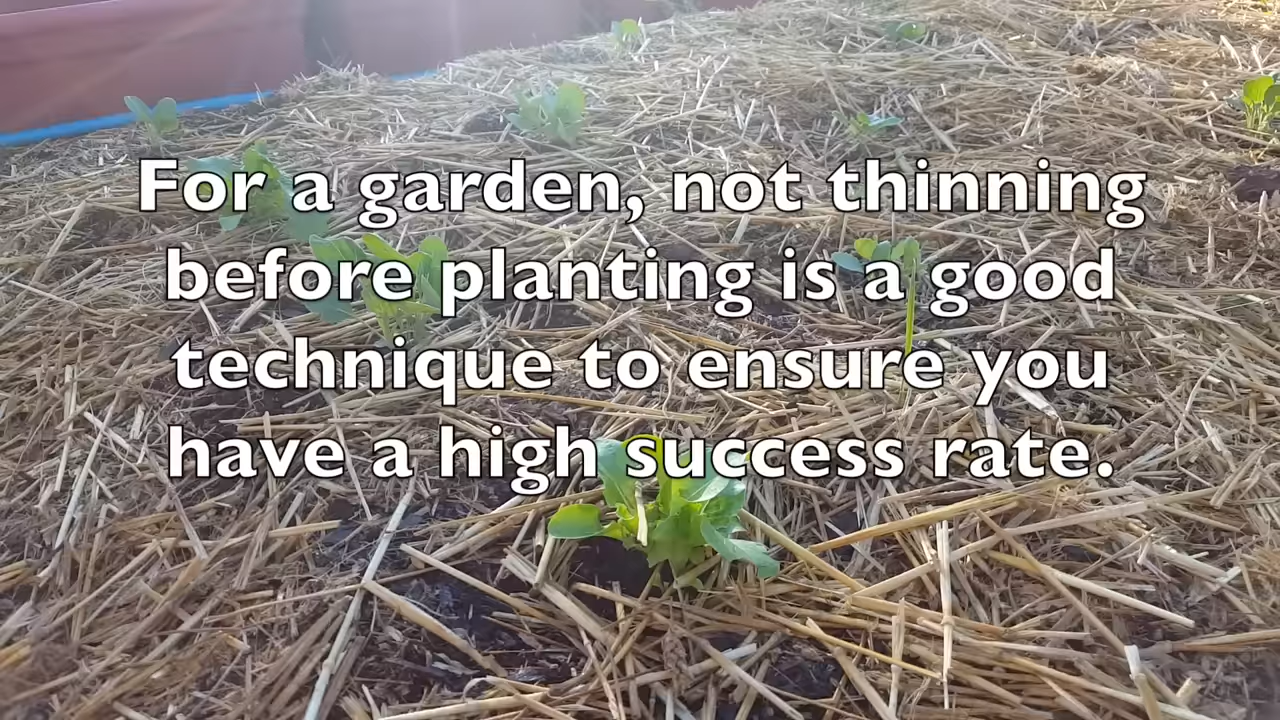 For a garden, not thinning
before planting is a good
technique to ensure you
have a high success rate.